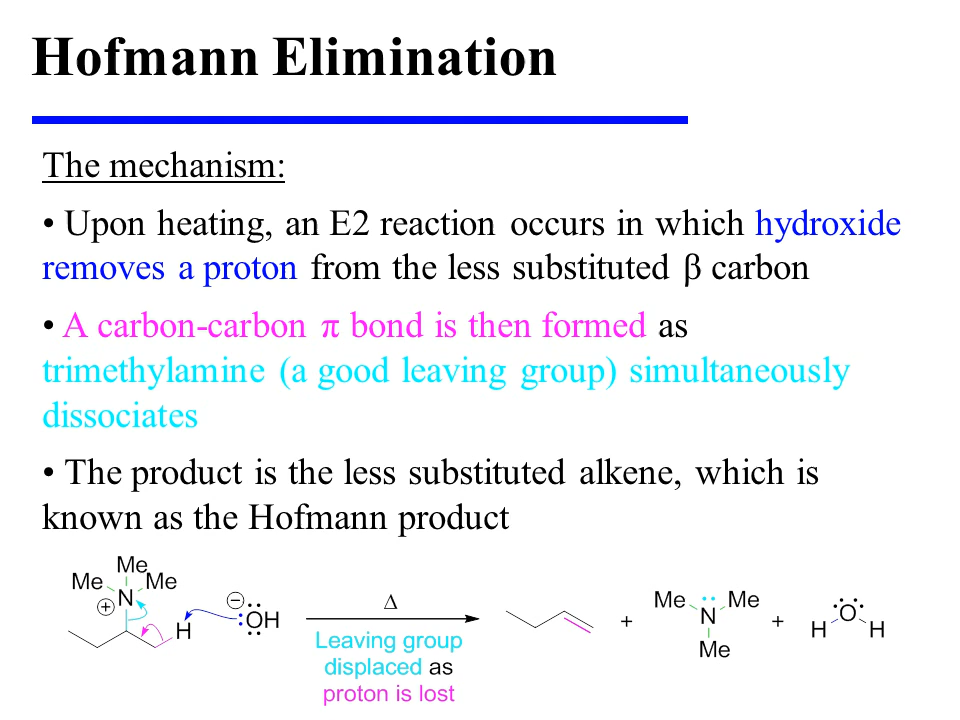 Hofmann Elimination
The mechanism:
• Upon heating, an E2 reaction occurs in which hydroxide
removes a proton from the less substituted β carbon
• A carbon-carbon π bond is then formed as
trimethylamine (a good leaving group) simultaneously
dissociates
• The product is the less substituted alkene, which is
known as the Hofmann product
Me
Me Me
N
+
H
−
OH
Δ
Leaving group
displaced as
proton is lost
+
Me Me
N
Me
+
O
H H